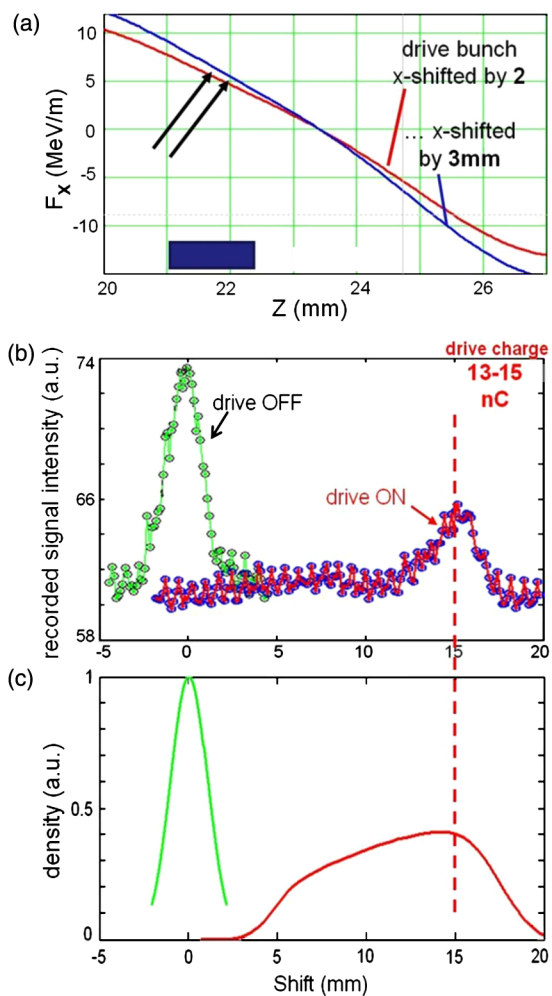 (a)
10
5
0
-5
-10
Fx (MeV/m)
drive bunch
x-shifted by 2
... x-shifted
by 3mm
20 22 24 26
Z (mm)
(b)
74
66
58
recorded signal intensity (a.u.)
drive OFF
drive charge
13-15
nC
drive ON
-5 0 5 10 15 20
(c)
1
0.5
0
density (a.u.)
-5 0 5 10 15 20
Shift (mm)